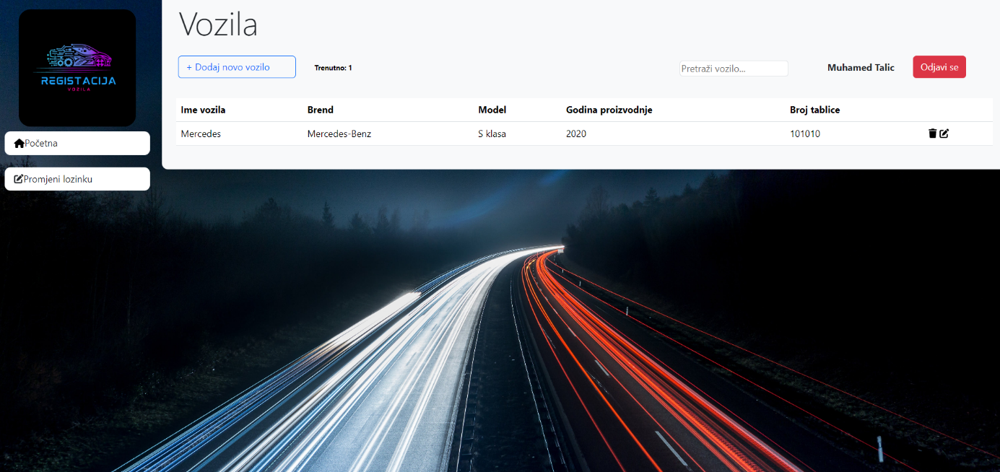 REGISTACIJA
VOZILA
Početna
Promjeni lozinku
Vozila
+ Dodaj novo vozilo
Trenutno: 1
Pretraži vozilo...
Muhamed Talic
Odjavi se
Ime vozila Brend Model Godina proizvodnje Broj tablice
Mercedes Mercedes-Benz S klasa 2020 101010